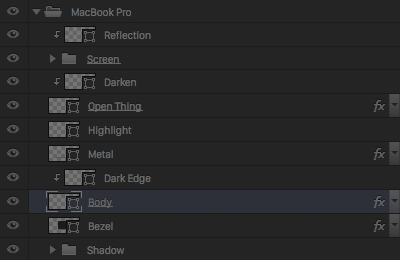 MacBook Pro
Reflection
Screen
Darken
Open Thing fx
Highlight
Metal fx
Dark Edge
Body fx
Bezel fx
Shadow